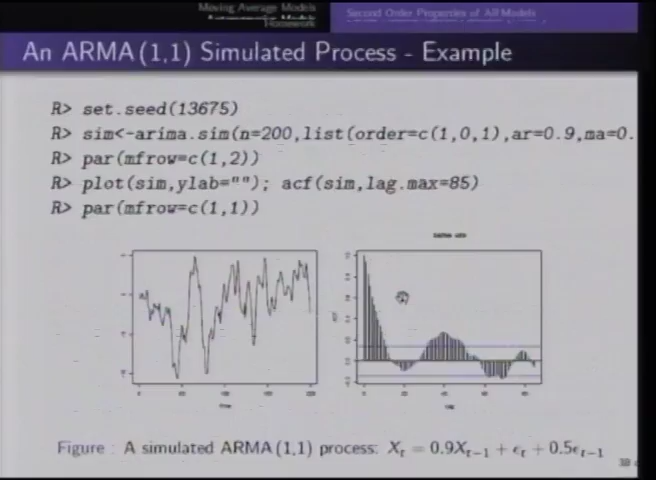 Moving Average Models
Second Order Properties of All Models
Homework
An ARMA(1,1) Simulated Process - Example
R> set.seed(13675)
R> sim<-arima.sim(n=200,list(order=c(1,0,1),ar=0.9,ma=0.
R> par(mfrow=c(1,2))
R> plot(sim,ylab=""); acf(sim,lag.max=85)
R> par(mfrow=c(1,1))
Figure : A simulated ARMA(1,1) process: Xₜ = 0.9Xₜ₋₁ + ϵₜ + 0.5ϵₜ₋₁